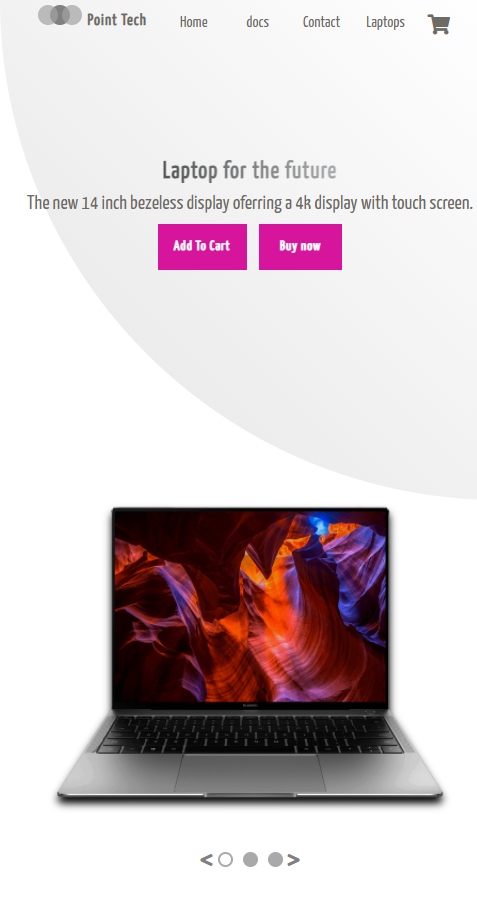 Point Tech
Home
docs
Contact
Laptops
Laptop for the future
The new 14 inch bezeless display oferring a 4k display with touch screen.
Add To Cart
Buy now
< >